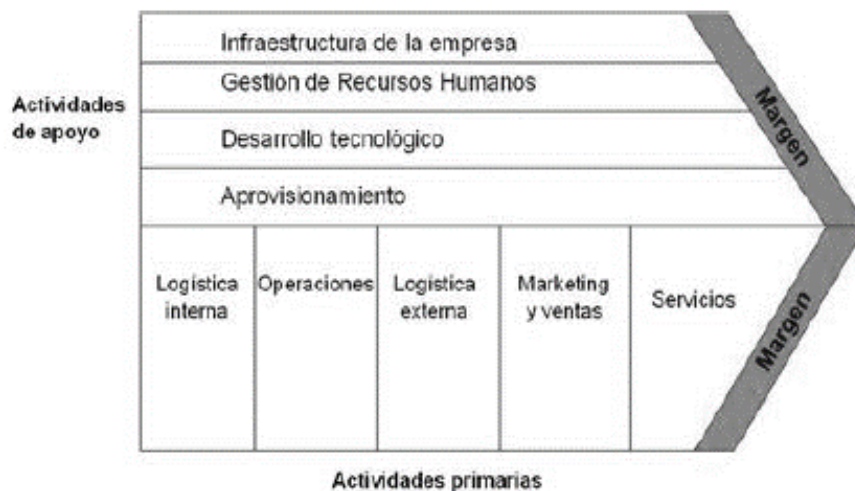 Infraestructura de la empresa
Gestión de Recursos Humanos
Actividades
de apoyo
Desarrollo tecnológico
Aprovisionamiento
Margen
Logística
interna
Operaciones
Logística
externa
Marketing
y ventas
Servicios
Margen
Actividades primarias